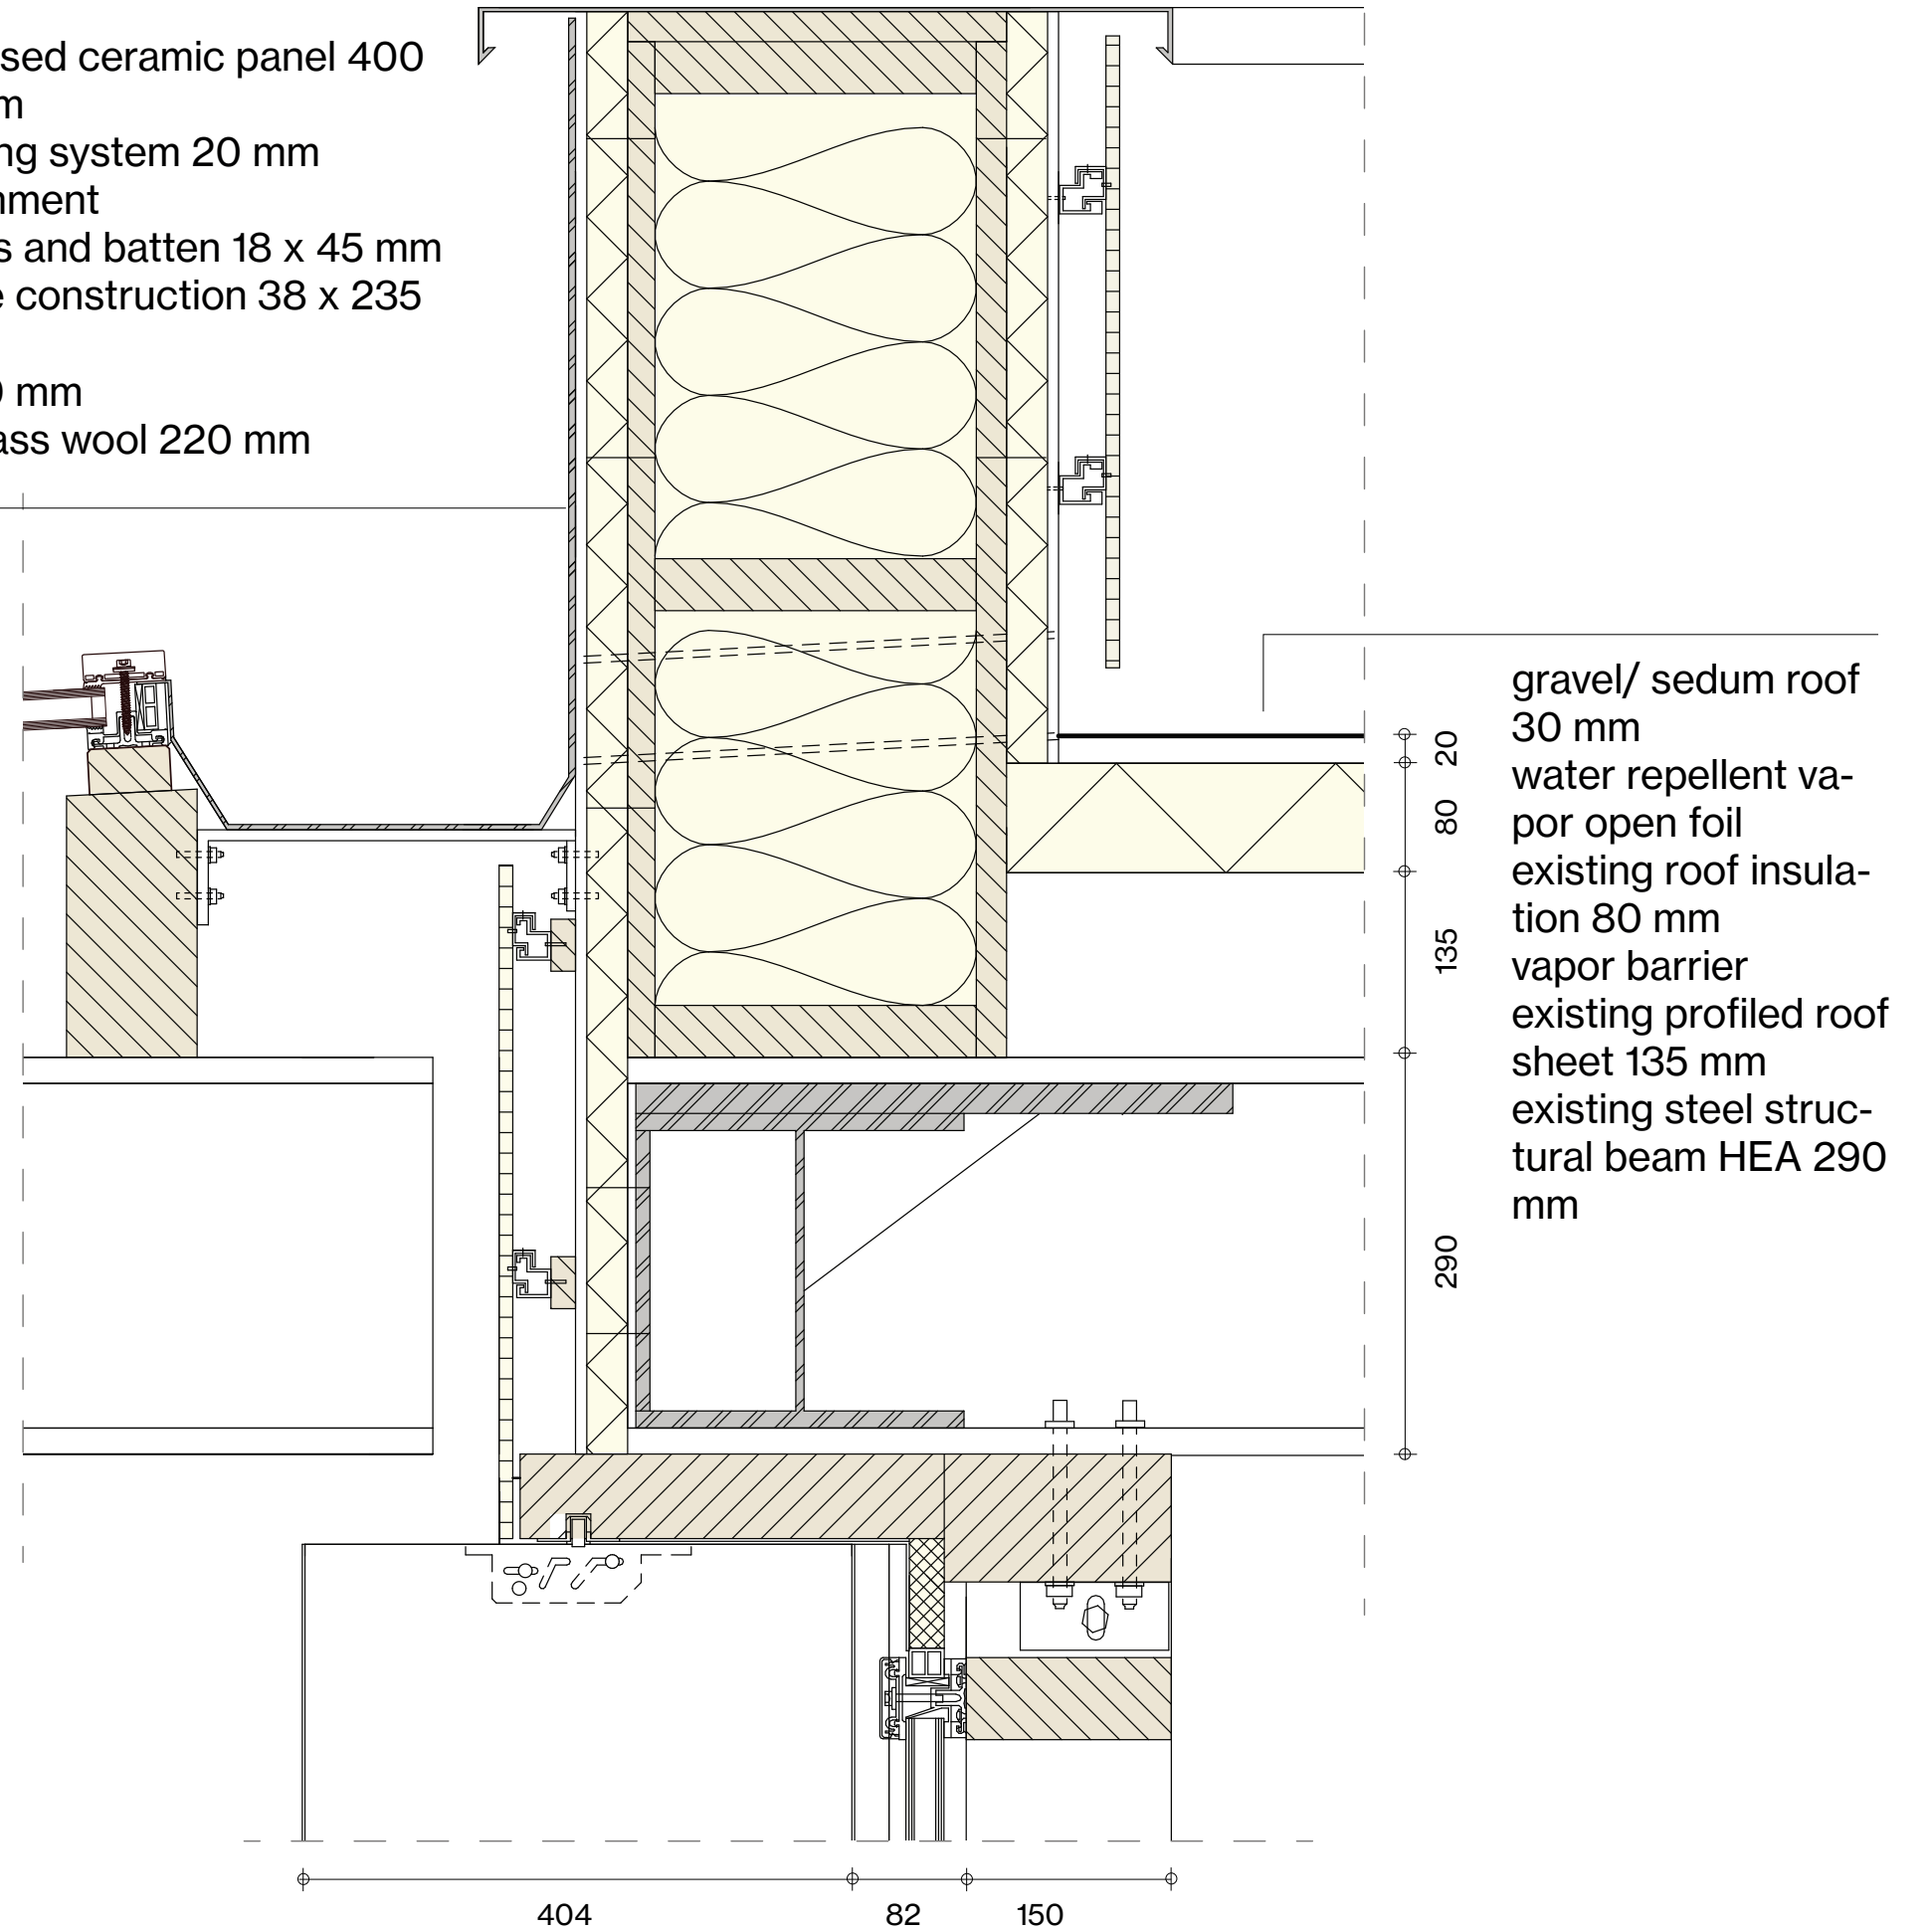 sed ceramic panel 400
m
ng system 20 mm
nment
s and batten 18 x 45 mm
e construction 38 x 235
0 mm
ass wool 220 mm
gravel/ sedum roof
30 mm
water repellent va-
por open foil
existing roof insula-
tion 80 mm
vapor barrier
existing profiled roof
sheet 135 mm
existing steel struc-
tural beam HEA 290
mm
20
80
135
290
404
82
150